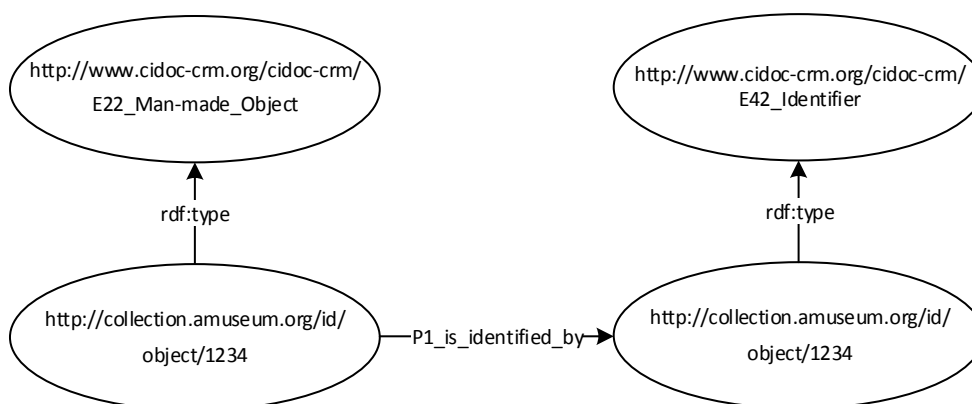 http://www.cidoc-crm.org/cidoc-crm/
E22_Man-made_Object
http://www.cidoc-crm.org/cidoc-crm/
E42_Identifier
rdf:type
rdf:type
http://collection.amuseum.org/id/
object/1234
P1_is_identified_by
http://collection.amuseum.org/id/
object/1234